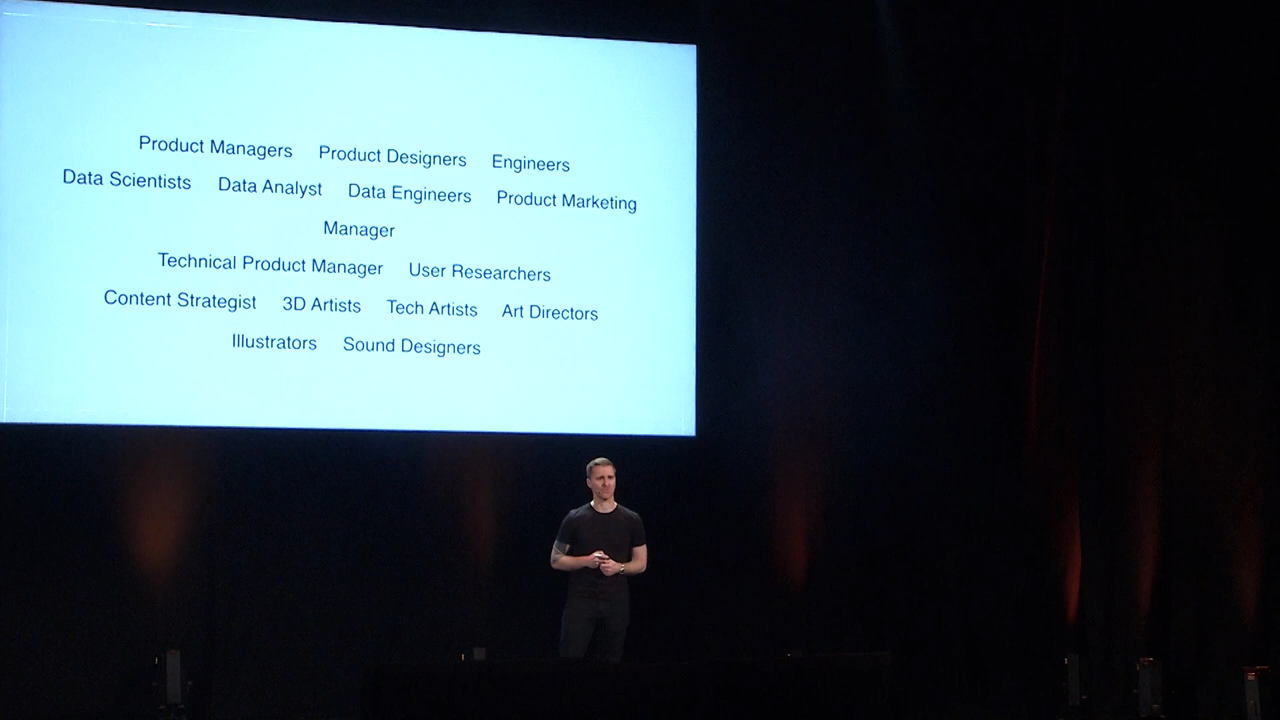 Product Managers Product Designers Engineers
Data Scientists Data Analyst Data Engineers Product Marketing
Manager
Technical Product Manager User Researchers
Content Strategist 3D Artists Tech Artists Art Directors
Illustrators Sound Designers